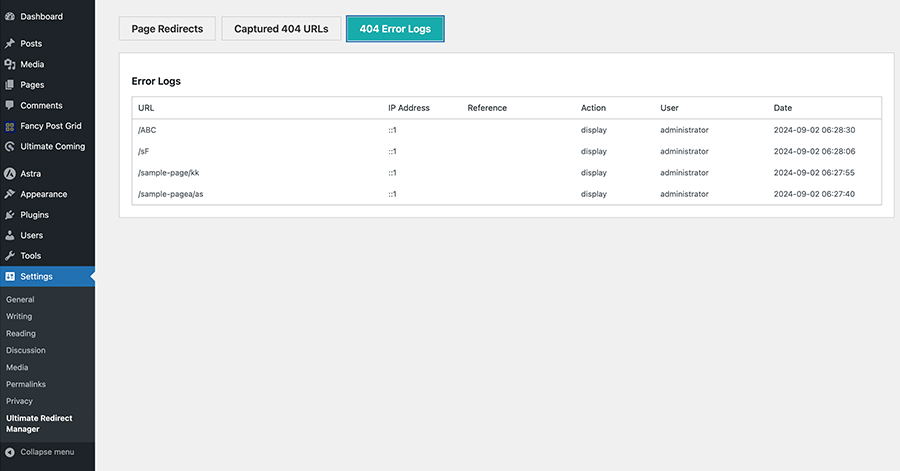 Dashboard
Posts
Media
Pages
Comments
Fancy Post Grid
Ultimate Coming
Astra
Appearance
Plugins
Users
Tools
Settings
General
Writing
Reading
Discussion
Media
Permalinks
Privacy
Ultimate Redirect
Manager
Collapse menu
Page Redirects Captured 404 URLs 404 Error Logs
Error Logs
URL IP Address Reference Action User Date
/ABC ::1 display administrator 2024-09-02 06:28:30
/sF ::1 display administrator 2024-09-02 06:28:06
/sample-page/kk ::1 display administrator 2024-09-02 06:27:55
/sample-pagea/as ::1 display administrator 2024-09-02 06:27:40